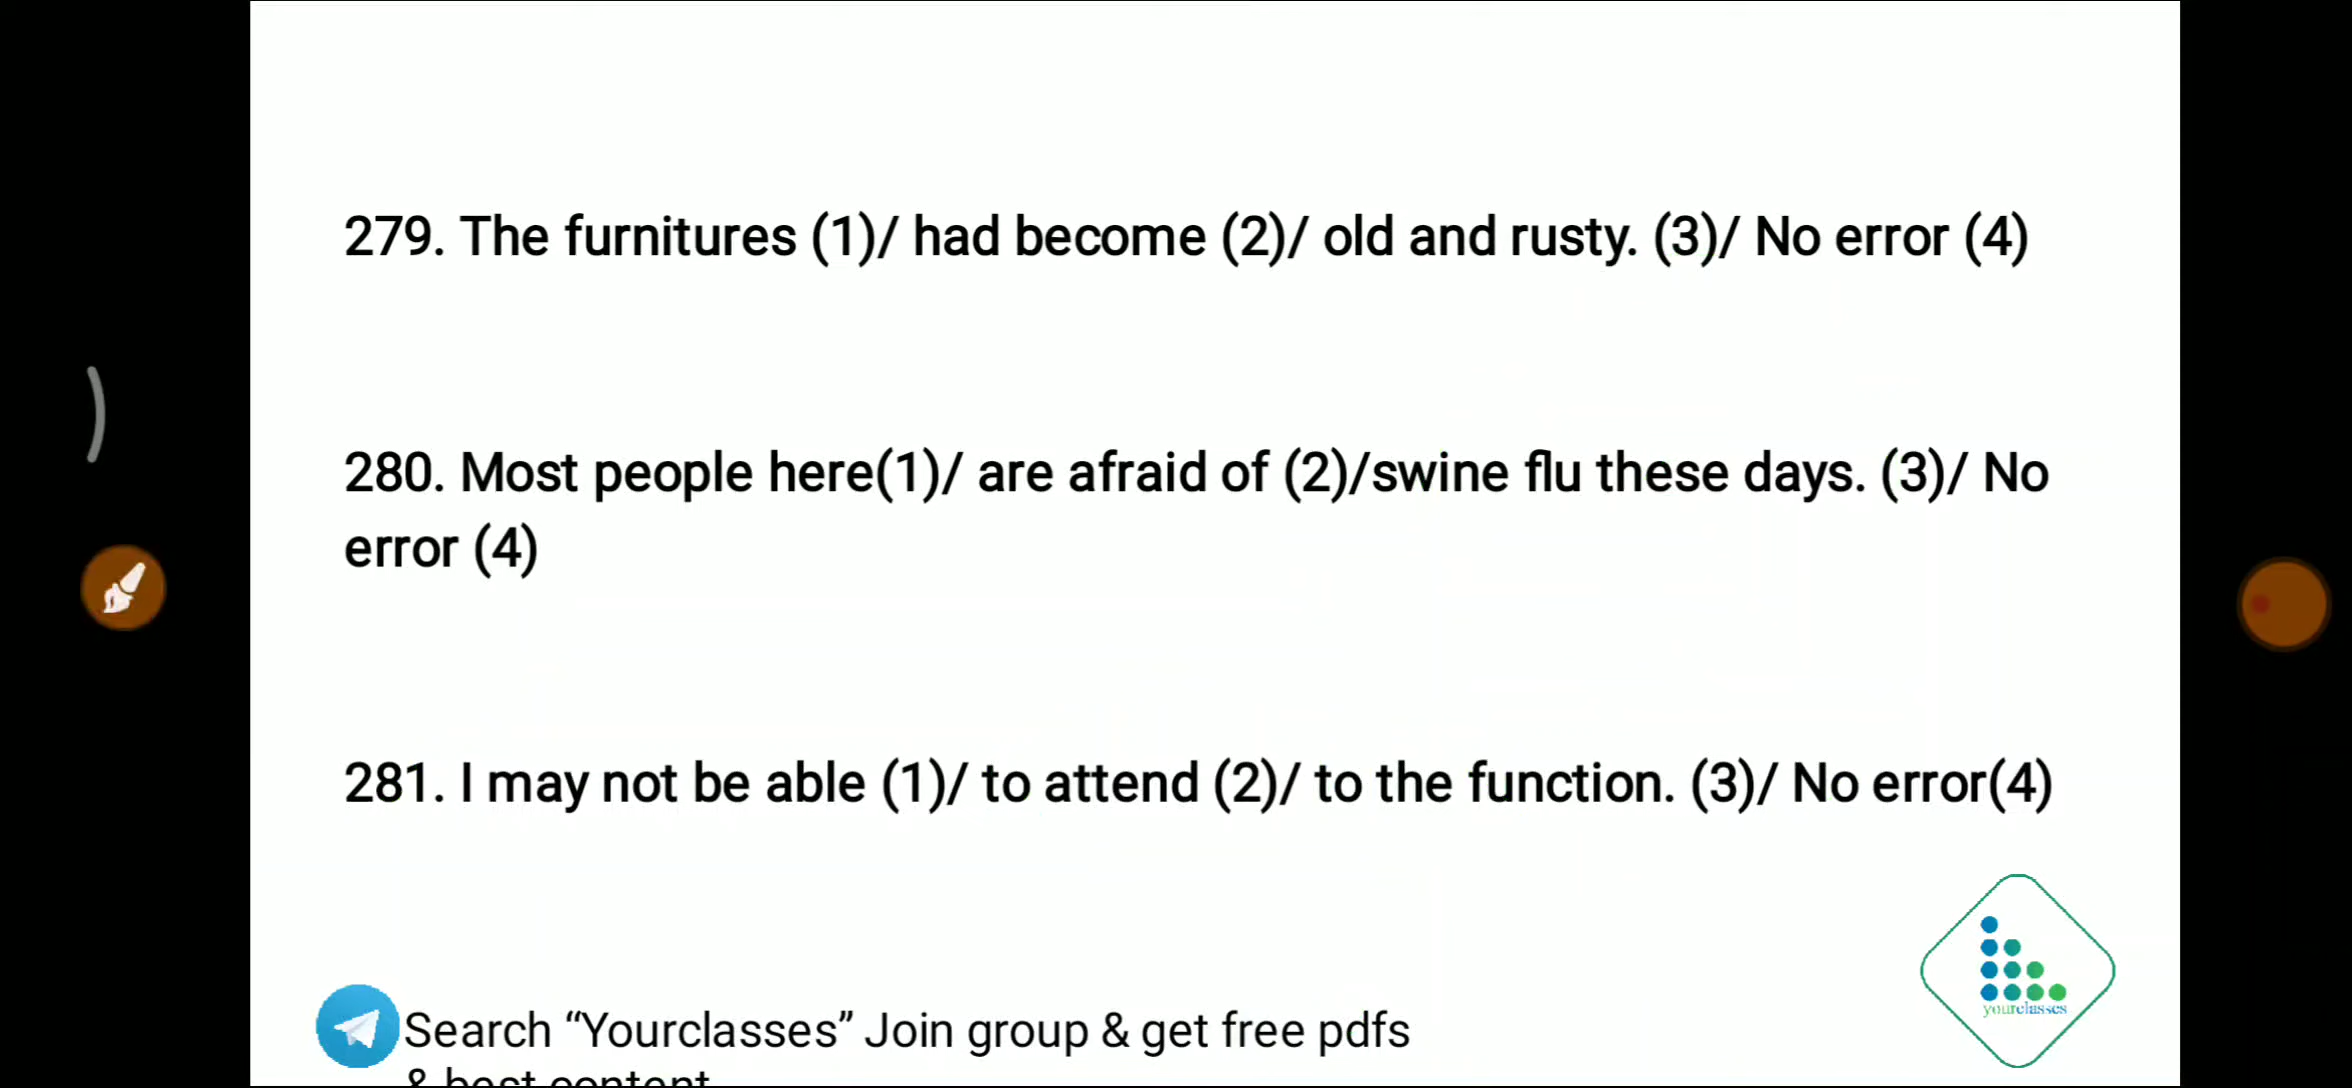 279. The furnitures (1)/ had become (2)/ old and rusty. (3)/ No error (4)
280. Most people here(1)/ are afraid of (2)/swine flu these days. (3)/ No
error (4)
281. I may not be able (1)/ to attend (2)/ to the function. (3)/ No error(4)
yourclasses
Search “Yourclasses” Join group & get free pdfs
& best content